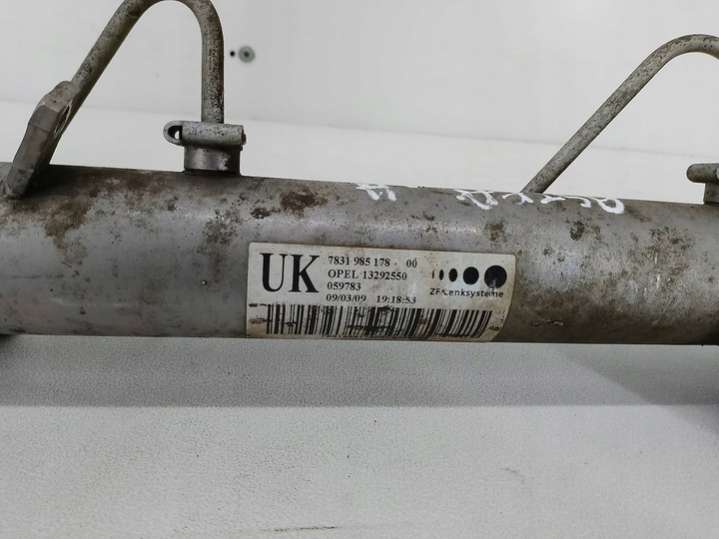 UK
7831 985 178 - 00
OPEL 13292550
059783
09/03/09 19:18:53
ZF-Lenksysteme